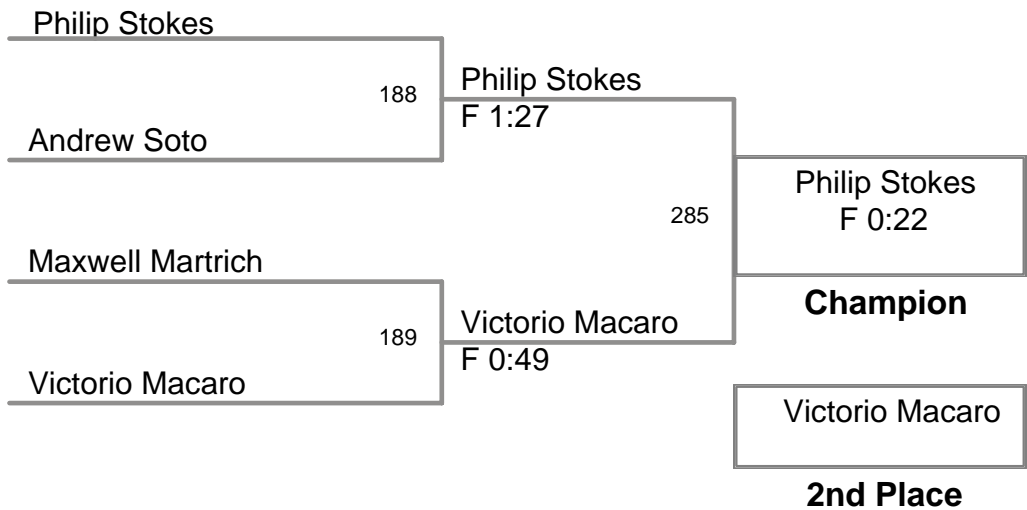 Philip Stokes
188
Philip Stokes
F 1:27
Andrew Soto
Philip Stokes
F 0:22
285
Maxwell Martrich
Champion
189
Victorio Macaro
F 0:49
Victorio Macaro
Victorio Macaro
2nd Place